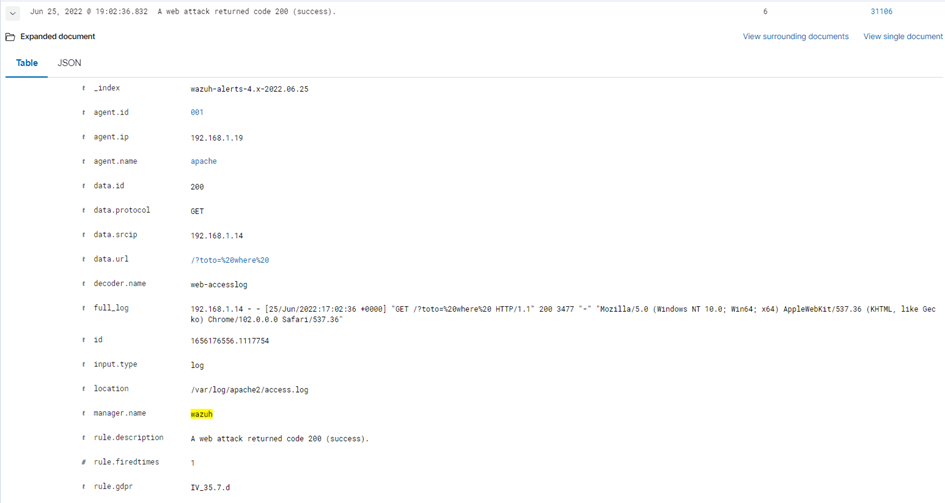 Jun 25, 2022 @ 19:02:36.832 A web attack returned code 200 (success). 6 31106
Expanded document View surrounding documents View single document
Table JSON
t _index wazuh-alerts-4.x-2022.06.25
t agent.id 001
t agent.ip 192.168.1.19
t agent.name apache
t data.id 200
t data.protocol GET
t data.srcip 192.168.1.14
t data.url /?toto=%20where%20
t decoder.name web-accesslog
t full_log 192.168.1.14 - - [25/Jun/2022:17:02:36 +0000] "GET /?toto=%20where%20 HTTP/1.1" 200 3477 "-" "Mozilla/5.0 (Windows NT 10.0; Win64; x64) AppleWebKit/537.36 (KHTML, like Gec
ko) Chrome/102.0.0.0 Safari/537.36"
t id 1656176556.1117754
t input.type log
t location /var/log/apache2/access.log
t manager.name wazuh
t rule.description A web attack returned code 200 (success).
# rule.firedtimes 1
t rule.gdpr IV_35.7.d